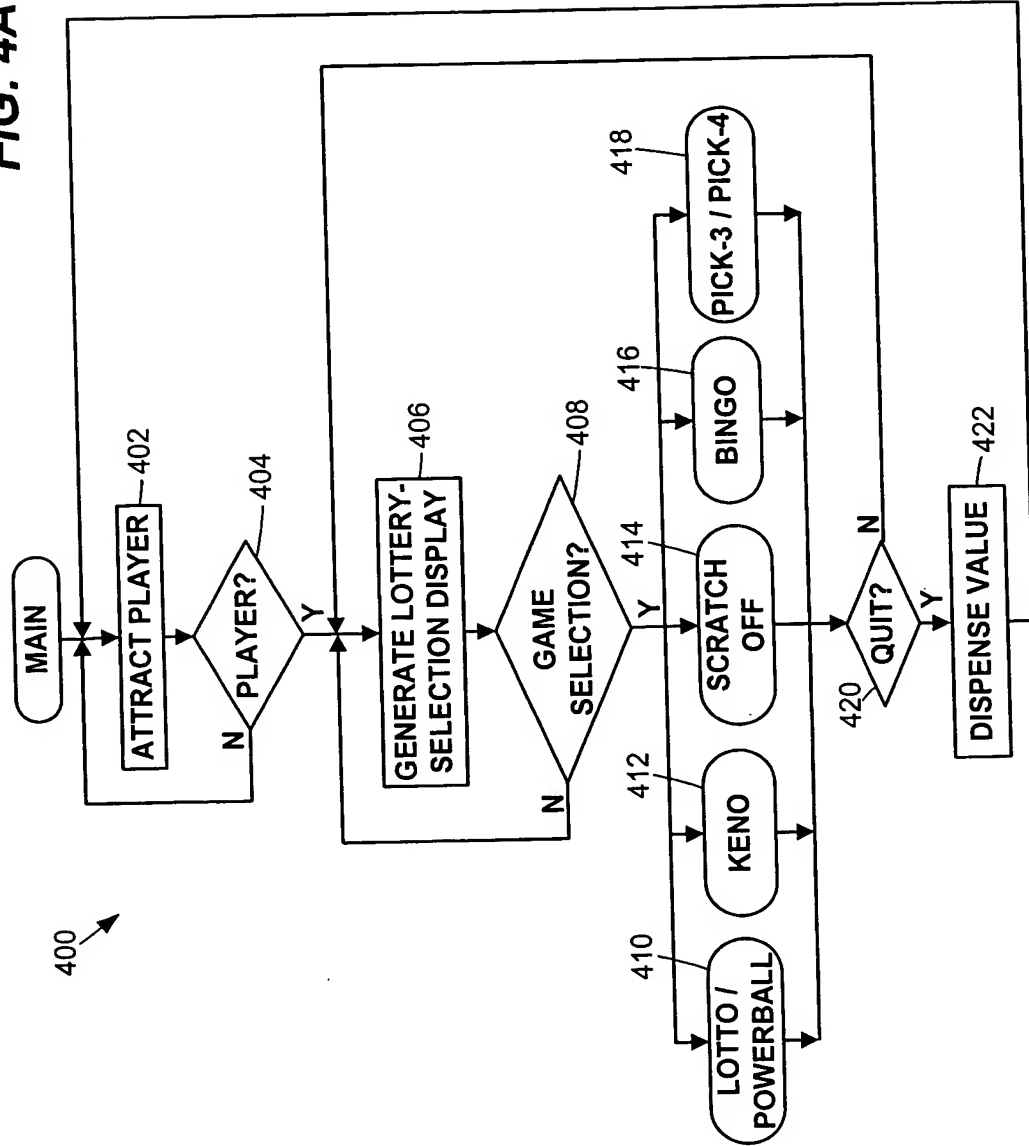 FIG. 4A
400
MAIN
ATTRACT PLAYER
402
PLAYER?
404
N
Y
GENERATE LOTTERY-
SELECTION DISPLAY
406
GAME
SELECTION?
408
N
Y
410
LOTTO /
POWERBALL
412
KENO
414
SCRATCH
OFF
416
BINGO
418
PICK-3 / PICK-4
420
QUIT?
N
Y
DISPENSE VALUE
422